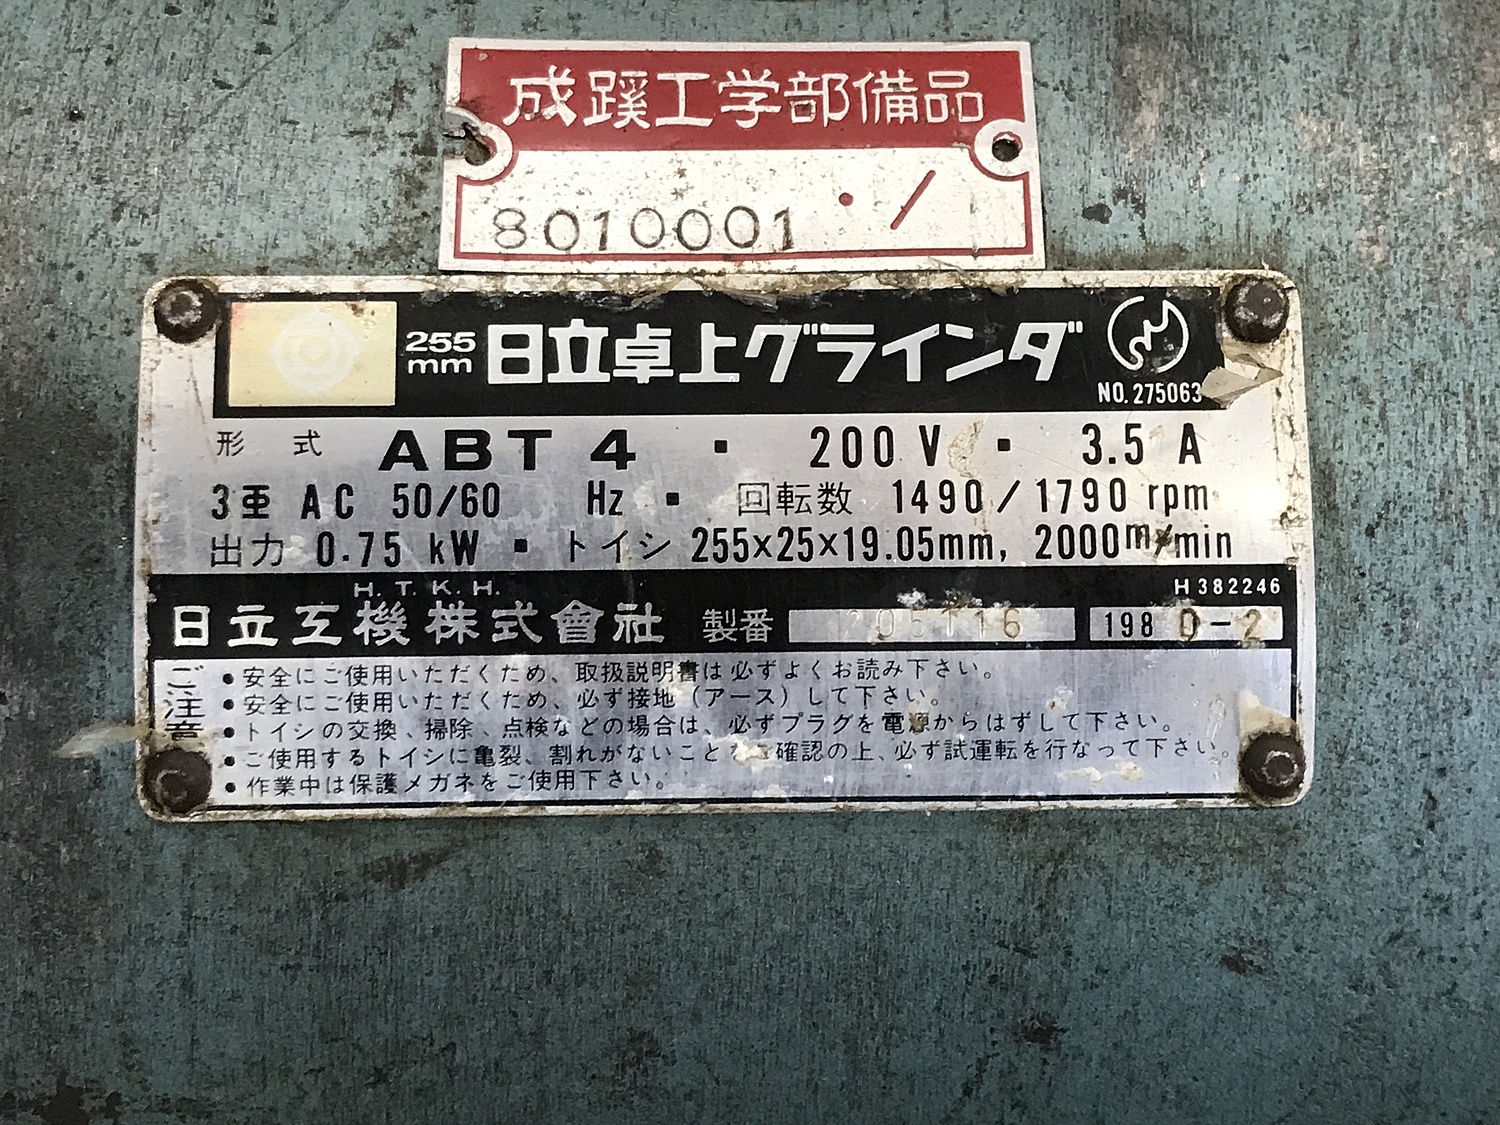 成蹊工学部備品
8010001 ・/
255mm 日立卓上グラインダ
NO.275063
形式 ABT 4 ▪ 200 V ▪ 3.5 A
3亜 AC 50/60 Hz ▪ 回転数 1490/1790 rpm
出力 0.75 kW ▪ トイシ 255×25×19.05mm, 2000m/min
H.T.K.H. H382246
日立工機株式會社 製番 205116 1980-2
ご注意
●安全にご使用いただくため、取扱説明書は必ずよくお読み下さい。
●安全にご使用いただくため、必ず接地(アース)して下さい。
●トイシの交換、掃除、点検などの場合は、必ずプラグを電源からはずして下さい。
●ご使用するトイシに亀裂、割れがないことをご確認の上、必ず試運転を行なって下さい。
●作業中は保護メガネをご使用下さい。